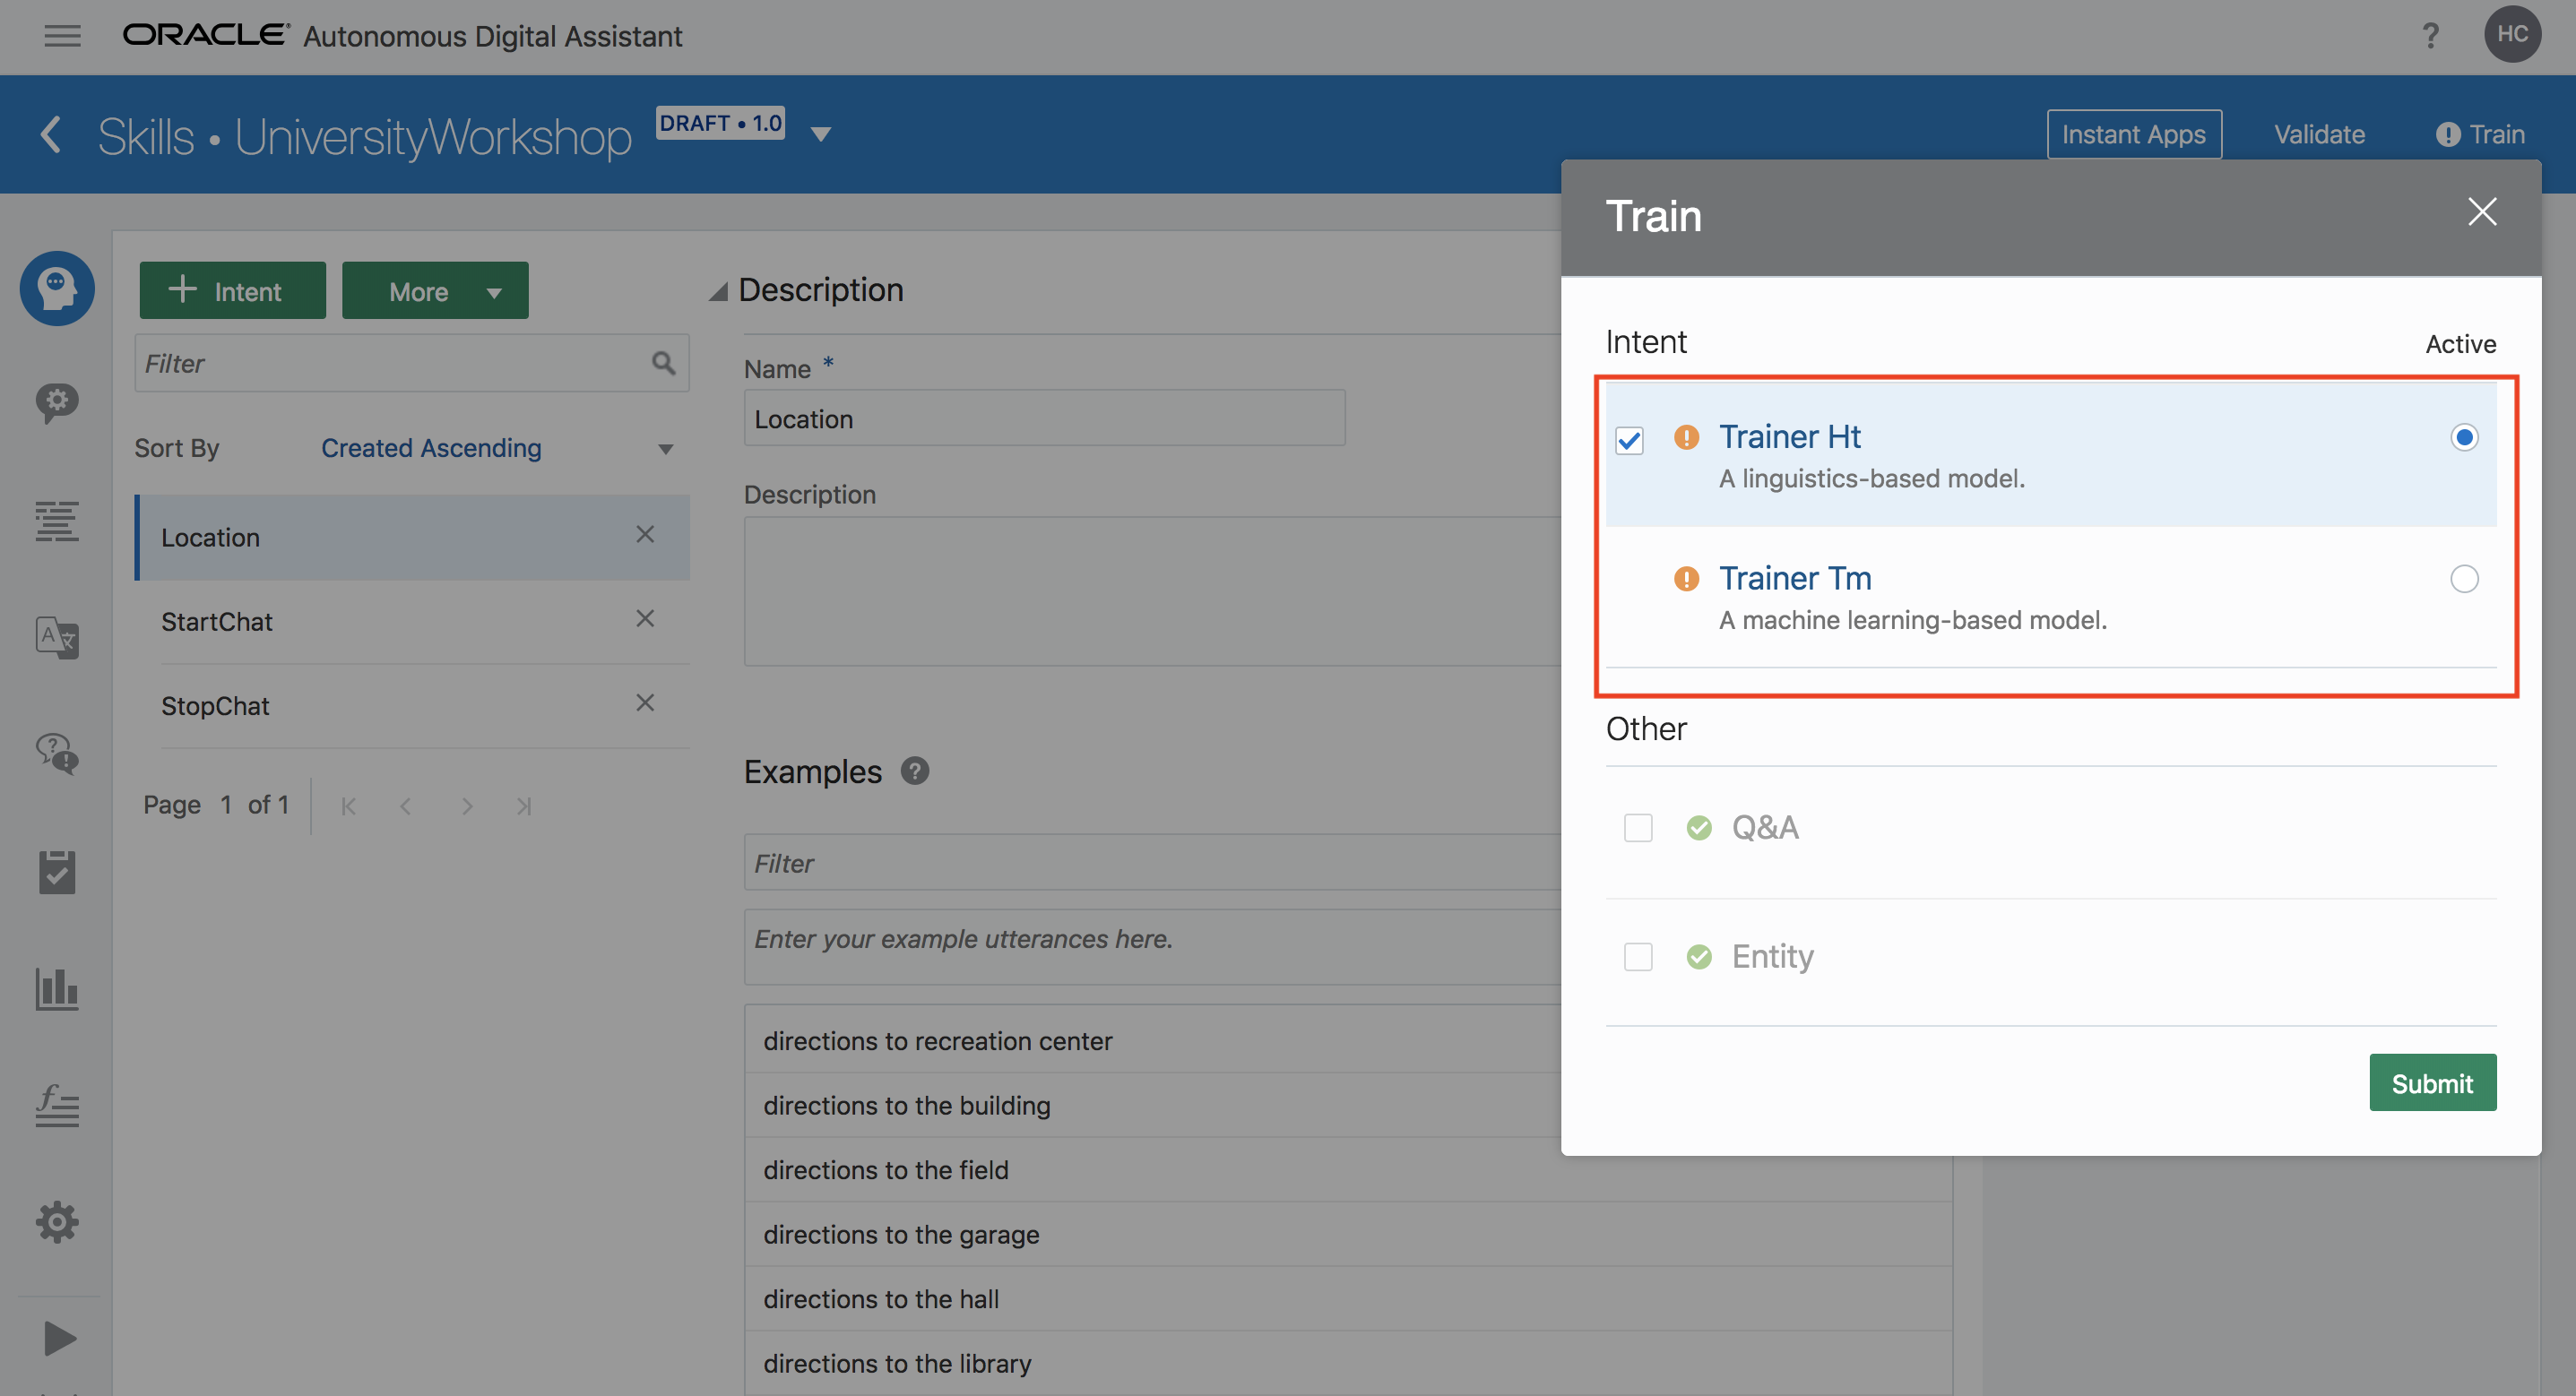 ORACLE® Autonomous Digital Assistant
? HC
Skills • UniversityWorkshop DRAFT • 1.0
Instant Apps Validate Train
Intent More
Filter
Sort By Created Ascending
Location
StartChat
StopChat
Page 1 of 1
Description
Name *
Location
Description
Examples ?
Filter
Enter your example utterances here.
directions to recreation center
directions to the building
directions to the field
directions to the garage
directions to the hall
directions to the library
Train
Intent Active
Trainer Ht
A linguistics-based model.
Trainer Tm
A machine learning-based model.
Other
Q&A
Entity
Submit